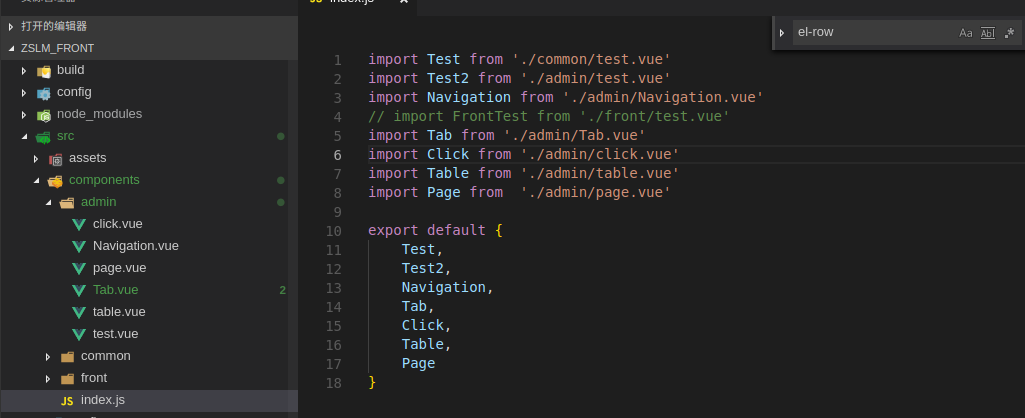 index.js
打开的编辑器
ZSLM_FRONT
build
config
node_modules
src
assets
components
admin
click.vue
Navigation.vue
page.vue
Tab.vue 2
table.vue
test.vue
common
front
JS index.js
el-row Aa Abl .*
1 import Test from './common/test.vue'
2 import Test2 from './admin/test.vue'
3 import Navigation from './admin/Navigation.vue'
4 // import FrontTest from './front/test.vue'
5 import Tab from './admin/Tab.vue'
6 import Click from './admin/click.vue'
7 import Table from './admin/table.vue'
8 import Page from  './admin/page.vue'
9
10 export default {
11     Test,
12     Test2,
13     Navigation,
14     Tab,
15     Click,
16     Table,
17     Page
18 }